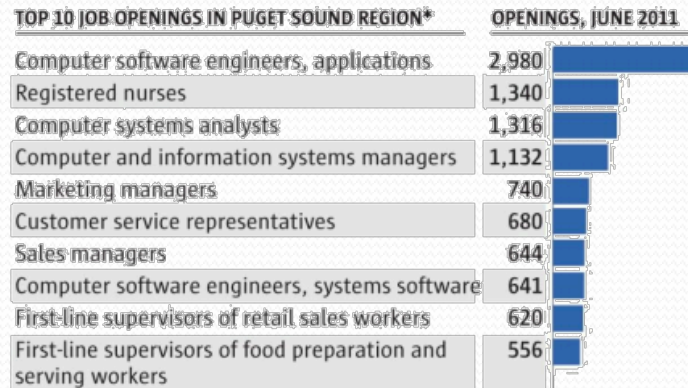 TOP 10 JOB OPENINGS IN PUGET SOUND REGION* OPENINGS, JUNE 2011
Computer software engineers, applications 2,980
Registered nurses 1,340
Computer systems analysts 1,316
Computer and information systems managers 1,132
Marketing managers 740
Customer service representatives 680
Sales managers 644
Computer software engineers, systems software 641
First-line supervisors of retail sales workers 620
First-line supervisors of food preparation and 556
serving workers